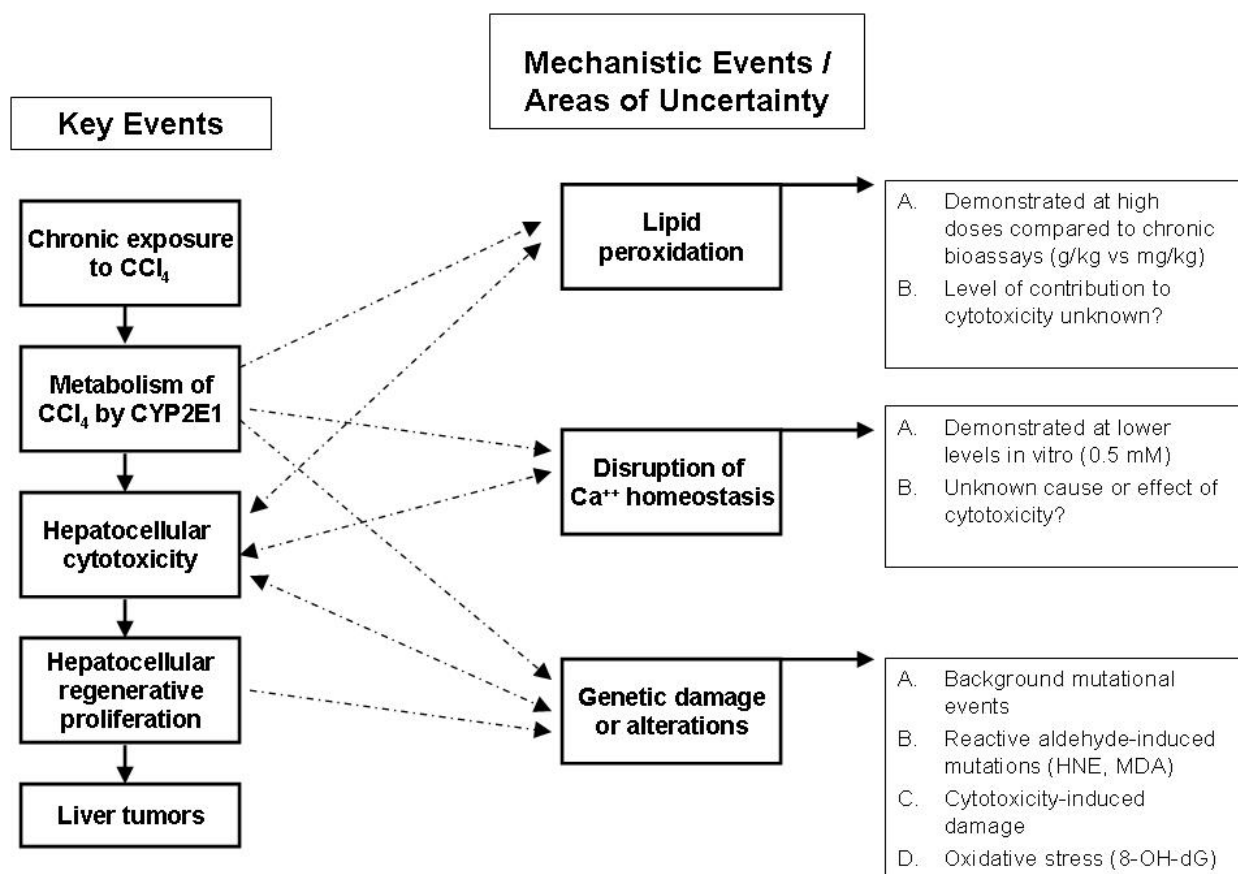 Key Events
Mechanistic Events /
Areas of Uncertainty
Chronic exposure
to CCl₄
Metabolism of
CCl₄ by CYP2E1
Hepatocellular
cytotoxicity
Hepatocellular
regenerative
proliferation
Liver tumors
Lipid
peroxidation
Disruption of
Ca⁺⁺ homeostasis
Genetic damage
or alterations
A. Demonstrated at high
doses compared to chronic
bioassays (g/kg vs mg/kg)
B. Level of contribution to
cytotoxicity unknown?
A. Demonstrated at lower
levels in vitro (0.5 mM)
B. Unknown cause or effect of
cytotoxicity?
A. Background mutational
events
B. Reactive aldehyde-induced
mutations (HNE, MDA)
C. Cytotoxicity-induced
damage
D. Oxidative stress (8-OH-dG)